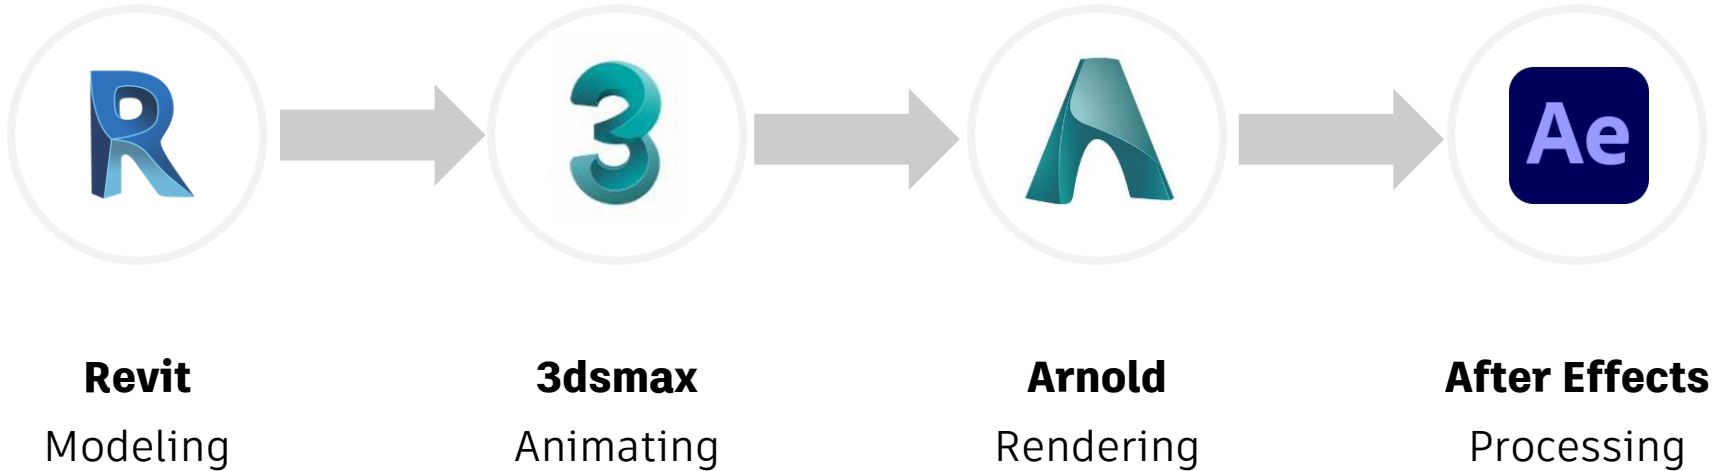 R
3
A
Ae
Revit
3dsmax
Arnold
After Effects
Modeling
Animating
Rendering
Processing